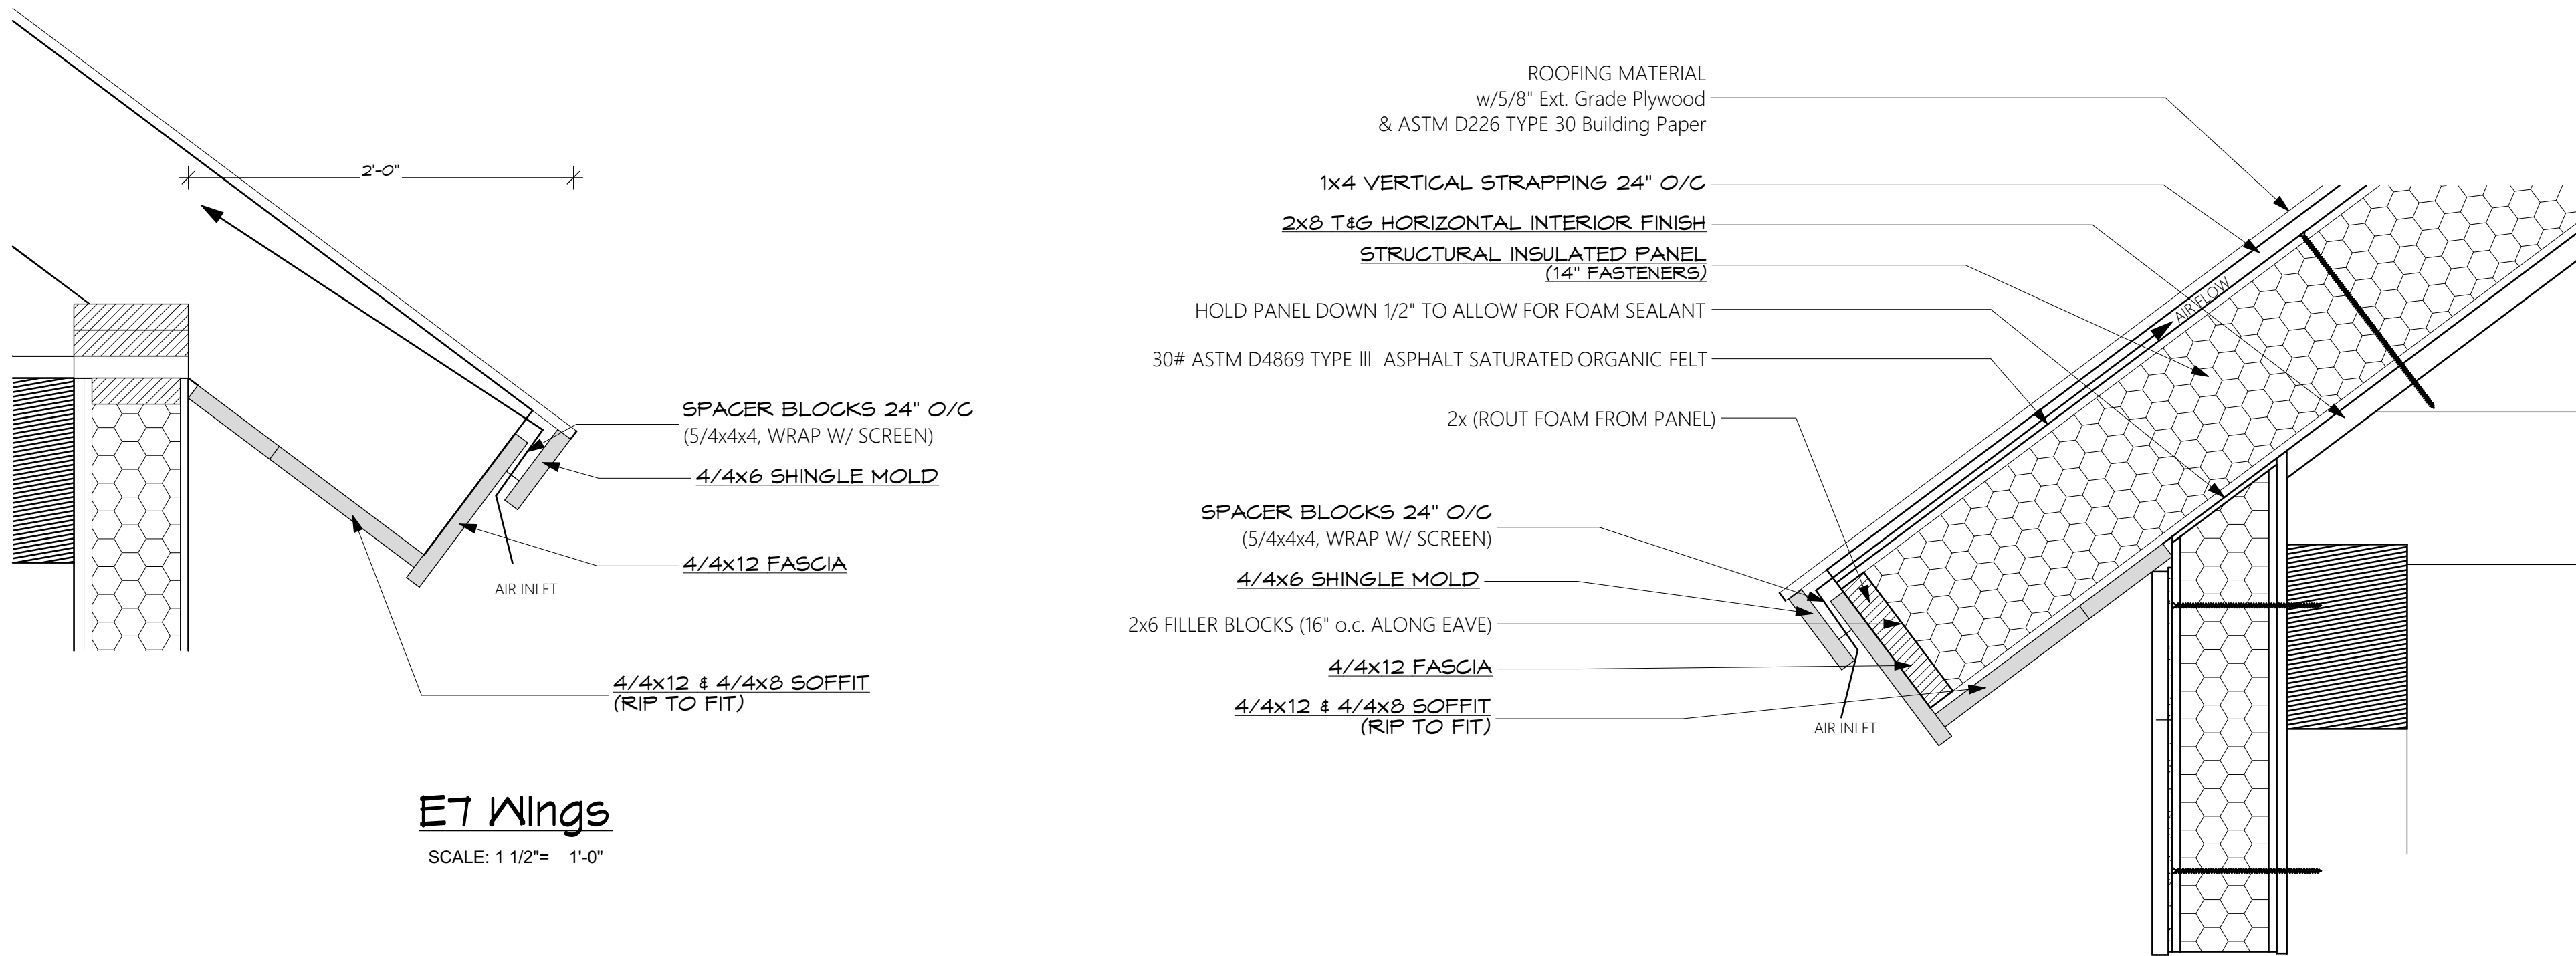 2'-0"
SPACER BLOCKS 24" O/C
(5/4x4x4, WRAP W/ SCREEN)
4/4x6 SHINGLE MOLD
4/4x12 FASCIA
AIR INLET
4/4x12 & 4/4x8 SOFFIT
(RIP TO FIT)
E7 Wings
SCALE: 1 1/2"= 1'-0"
ROOFING MATERIAL
w/5/8" Ext. Grade Plywood
& ASTM D226 TYPE 30 Building Paper
1x4 VERTICAL STRAPPING 24" O/C
2x8 T&G HORIZONTAL INTERIOR FINISH
STRUCTURAL INSULATED PANEL
(14" FASTENERS)
HOLD PANEL DOWN 1/2" TO ALLOW FOR FOAM SEALANT
30# ASTM D4869 TYPE III ASPHALT SATURATED ORGANIC FELT
2x (ROUT FOAM FROM PANEL)
SPACER BLOCKS 24" O/C
(5/4x4x4, WRAP W/ SCREEN)
4/4x6 SHINGLE MOLD
2x6 FILLER BLOCKS (16" o.c. ALONG EAVE)
4/4x12 FASCIA
4/4x12 & 4/4x8 SOFFIT
(RIP TO FIT)
AIR INLET
AIR FLOW